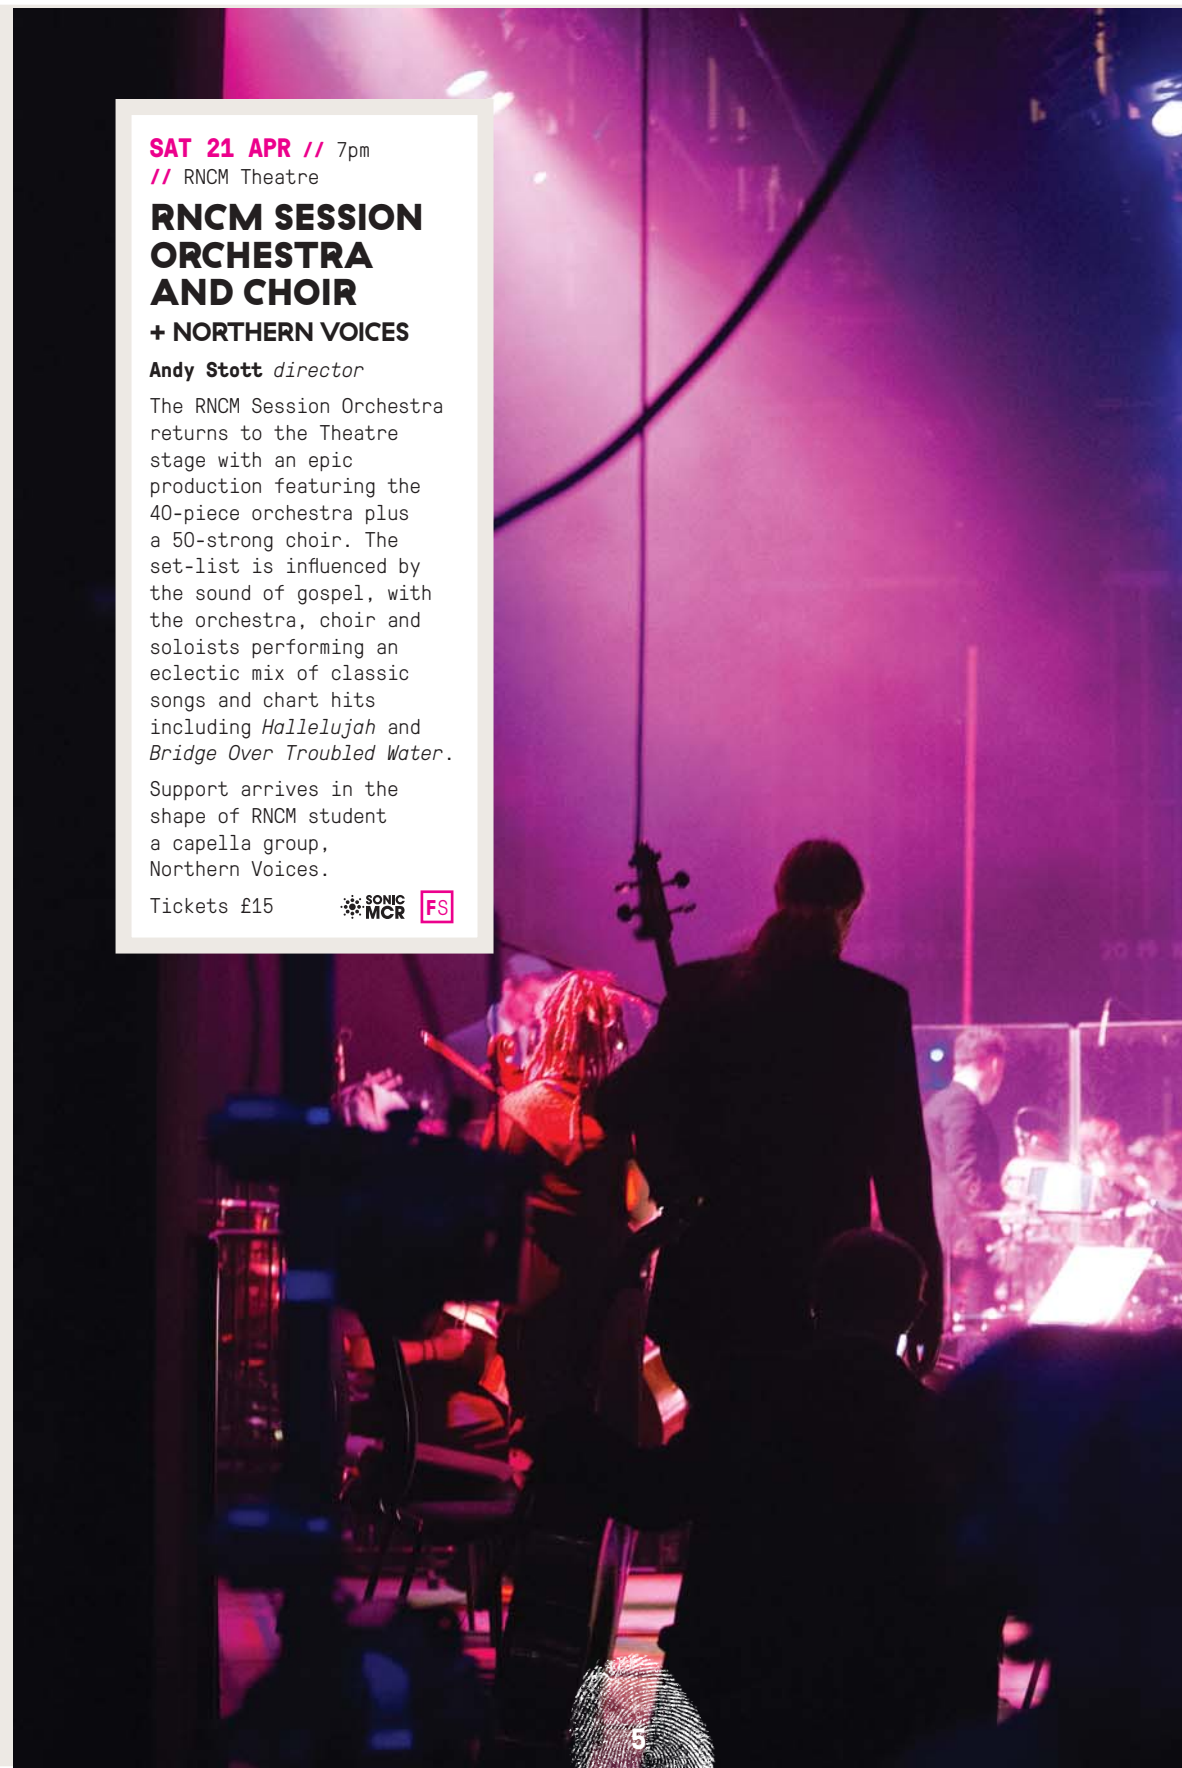 SAT 21 APR // 7pm
// RNCM Theatre
RNCM SESSION
ORCHESTRA
AND CHOIR
+ NORTHERN VOICES
Andy Stott director
The RNCM Session Orchestra
returns to the Theatre
stage with an epic
production featuring the
40-piece orchestra plus
a 50-strong choir. The
set-list is influenced by
the sound of gospel, with
the orchestra, choir and
soloists performing an
eclectic mix of classic
songs and chart hits
including Hallelujah and
Bridge Over Troubled Water.
Support arrives in the
shape of RNCM student
a capella group,
Northern Voices.
Tickets £15
SONIC
MCR
FS
5